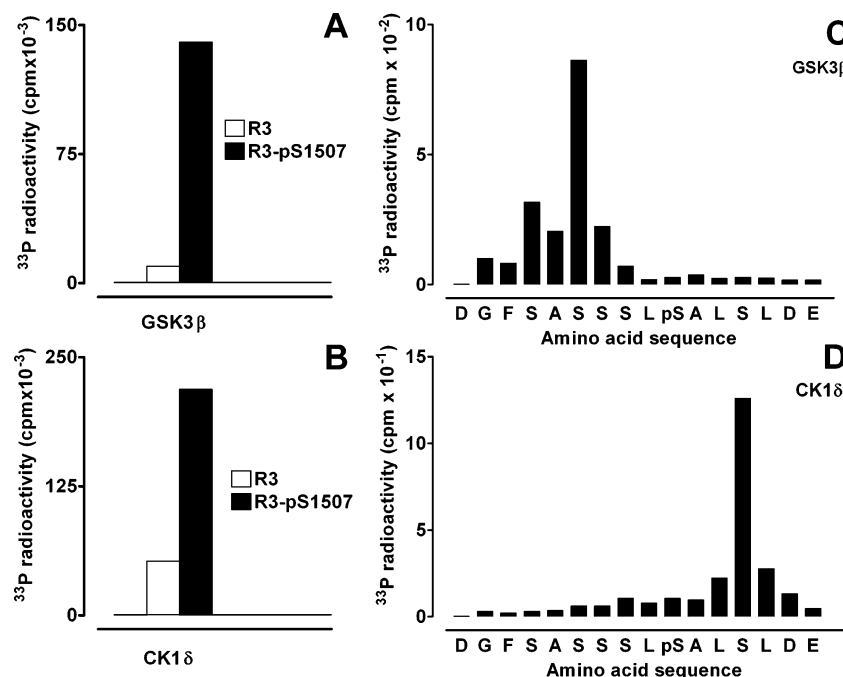 A
³³P radioactivity (cpmx10⁻³)
150
75
0
R3
R3-pS1507
GSK3β
B
³³P radioactivity (cpmx10⁻³)
250
125
0
R3
R3-pS1507
CK1δ
C
GSK3β
³³P radioactivity (cpm x 10⁻²)
10
5
0
D G F S A S S S L pS A L S L D E
Amino acid sequence
D
CK1δ
³³P radioactivity (cpm x 10⁻¹)
15
10
5
0
D G F S A S S S L pS A L S L D E
Amino acid sequence